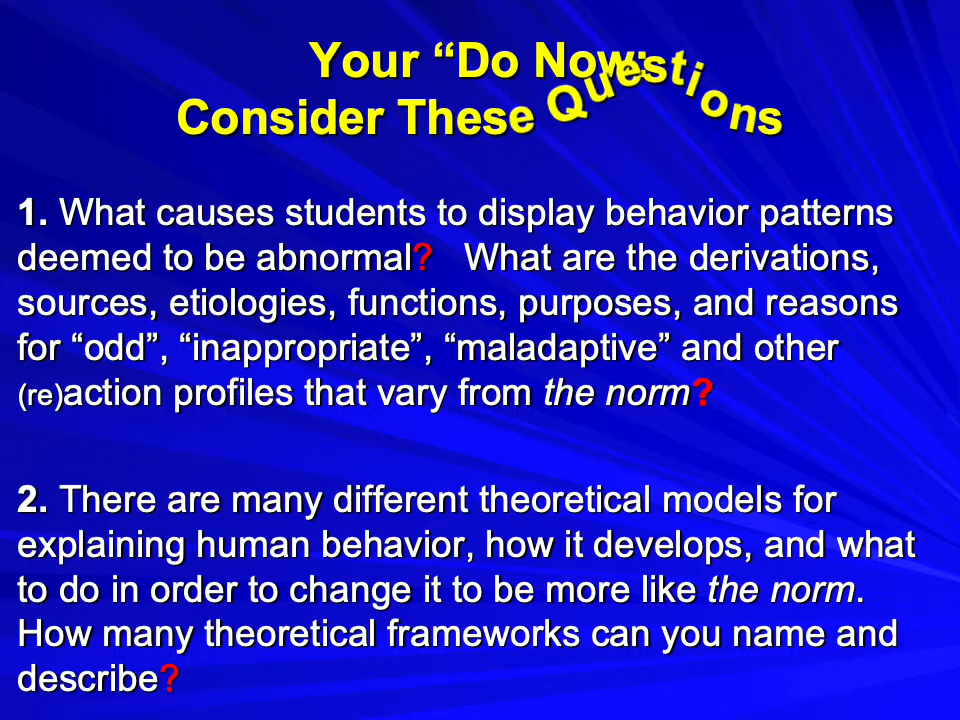 Your “Do Now:
Consider These Questions
1. What causes students to display behavior patterns
deemed to be abnormal? What are the derivations,
sources, etiologies, functions, purposes, and reasons
for “odd”, “inappropriate”, “maladaptive” and other
(re)action profiles that vary from the norm?
2. There are many different theoretical models for
explaining human behavior, how it develops, and what
to do in order to change it to be more like the norm.
How many theoretical frameworks can you name and
describe?